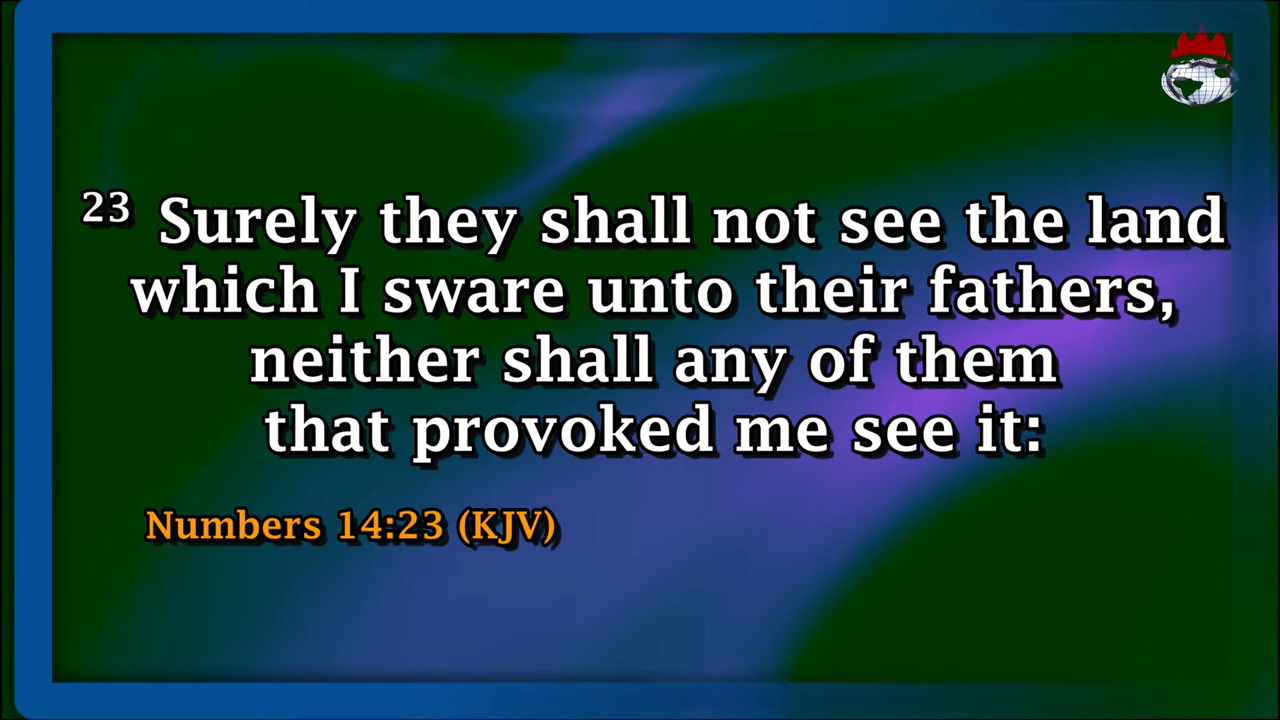 23 Surely they shall not see the land
which I sware unto their fathers,
neither shall any of them
that provoked me see it:
Numbers 14:23 (KJV)